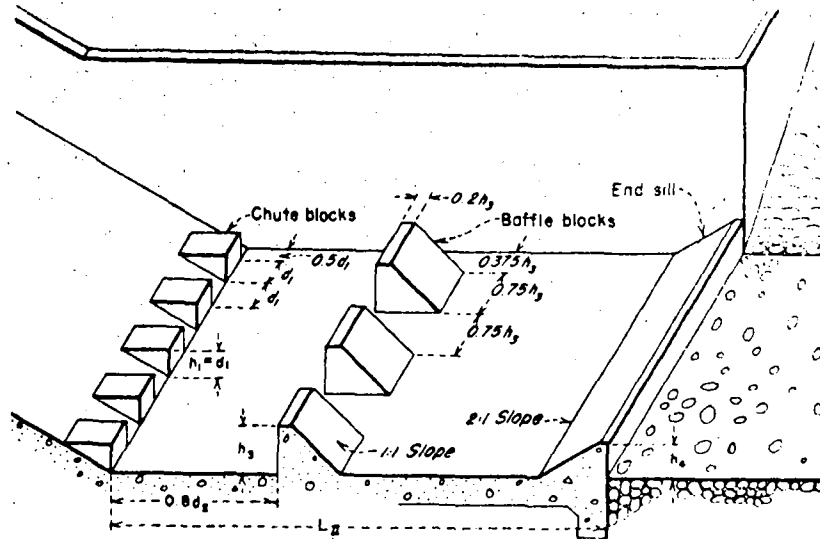 0.2h₃
End sill
Chute blocks
Baffle blocks
0.5d₁
0.375h₃
d₁
0.75h₃
d₁
0.75h₃
h₁=d₁
2:1 Slope
h₃
1:1 Slope
h₄
0.8d₂